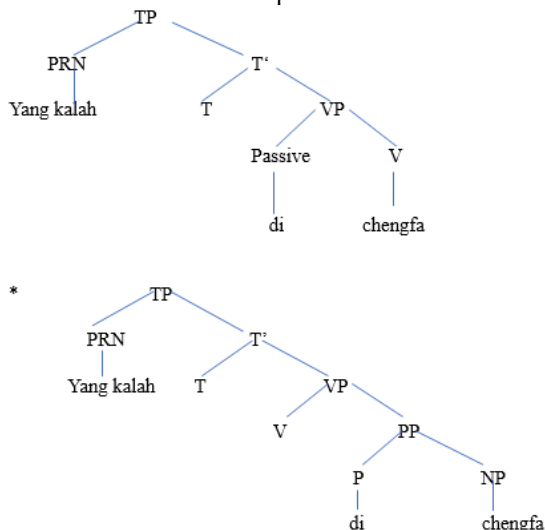 TP
PRN T‘
Yang kalah T VP
Passive V
di chengfa
* TP
PRN T’
Yang kalah T VP
V PP
P NP
di chengfa